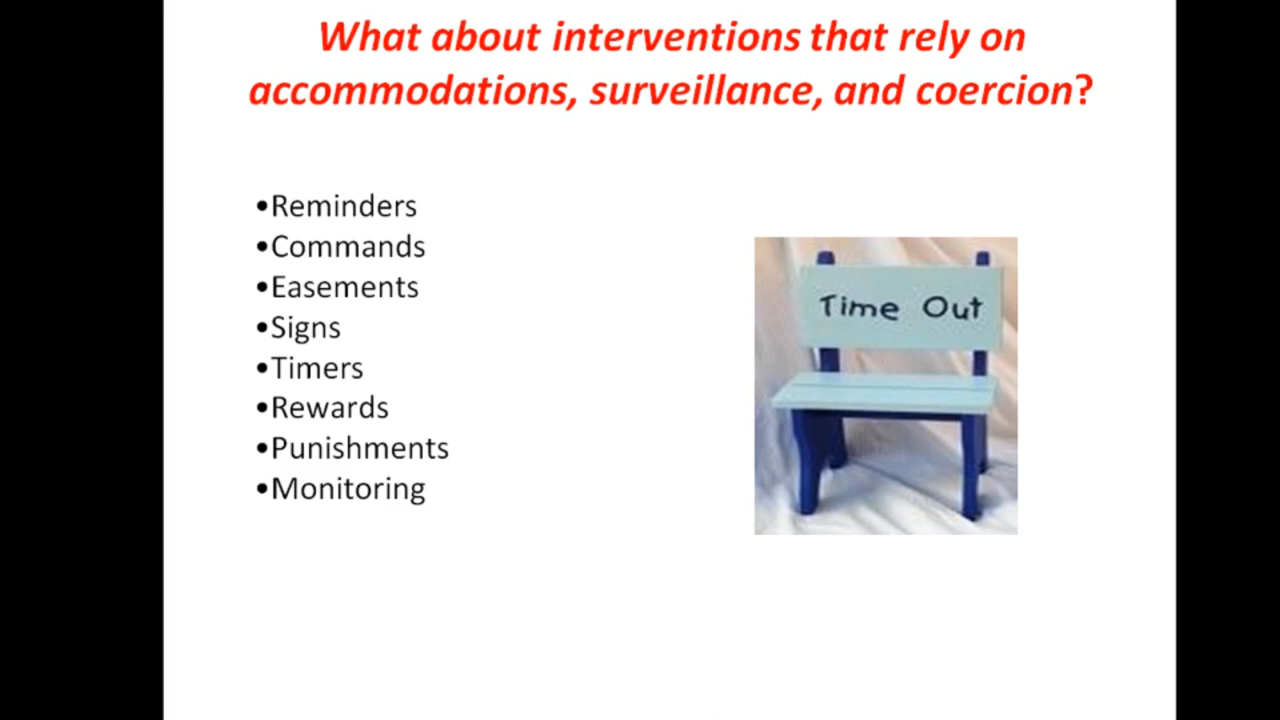 What about interventions that rely on
accommodations, surveillance, and coercion?
•Reminders
•Commands
•Easements
•Signs
•Timers
•Rewards
•Punishments
•Monitoring
Time Out